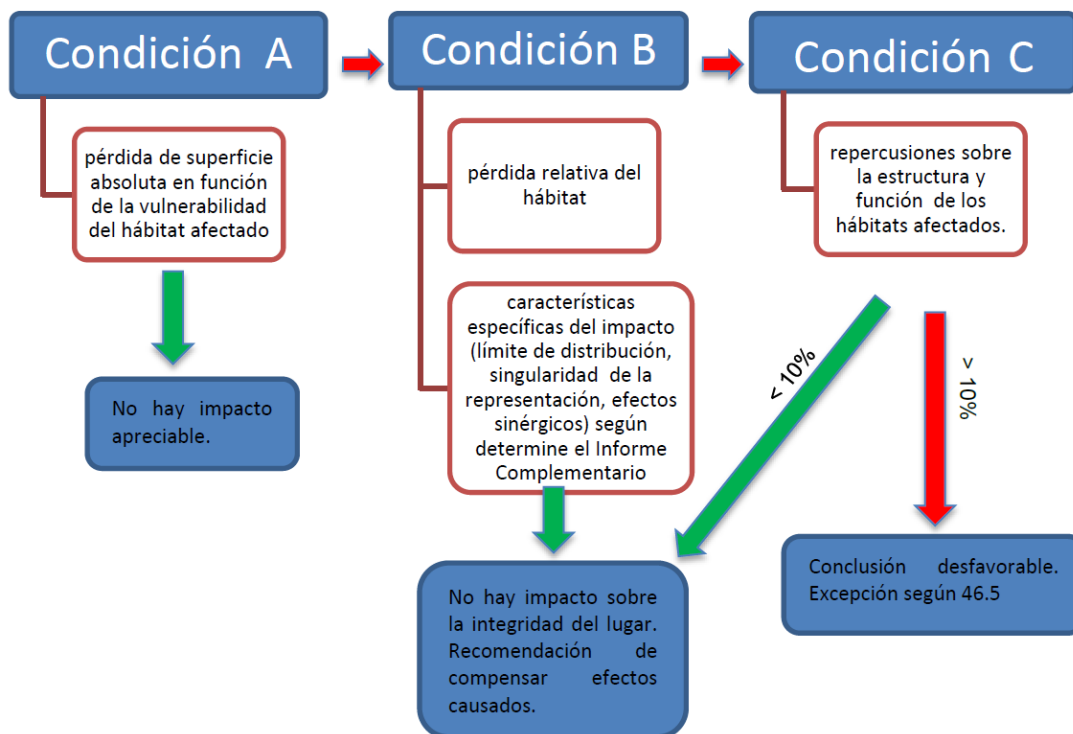 Condición A
Condición B
Condición C
pérdida de superficie
absoluta en función
de la vulnerabilidad
del hábitat afectado
pérdida relativa del
hábitat
repercusiones sobre
la estructura y
función de los
hábitats afectados.
características
específicas del impacto
(límite de distribución,
singularidad de la
representación, efectos
sinérgicos) según
determine el Informe
Complementario
< 10%
> 10%
No hay impacto
apreciable.
No hay impacto sobre
la integridad del lugar.
Recomendación de
compensar efectos
causados.
Conclusión desfavorable.
Excepción según 46.5